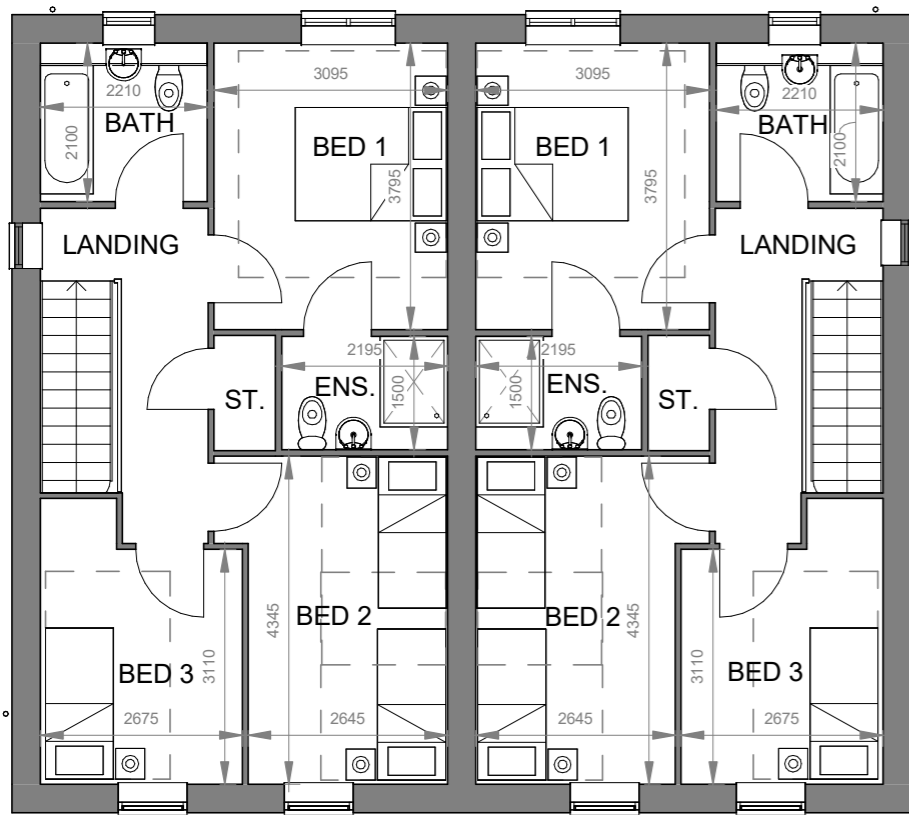 3095
3095
2210
2210
BATH
BED 1
BED 1
BATH
2100
3795
3795
2100
LANDING
LANDING
2195
2195
ENS.
ENS.
ST.
1500
1500
ST.
BED 2
BED 2
4345
4345
3110
BED 3
BED 3
3110
2675
2645
2645
2675